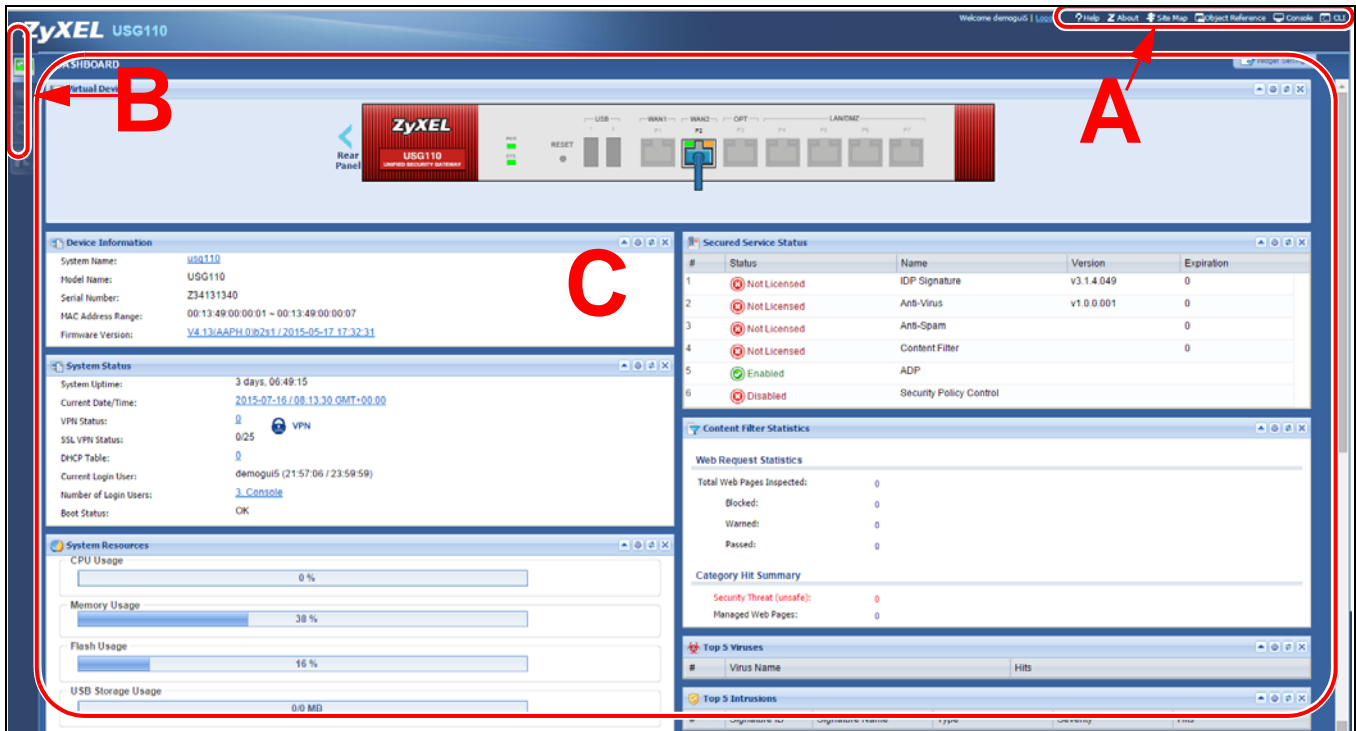 ZyXEL USG110
Welcome demogui5 | ?Help Z About Site Map Object Reference Console CLI
A
B
DASHBOARD
Virtual Device
Rear Panel
ZyXEL
USG110
UNIFIED SECURITY GATEWAY
PWR
SYS
RESET
USB
1 2
WAN1 WAN2 OPT LAN/DMZ
P1 P2 P3 P4 P5 P6 P7
C
Device Information
System Name: usg110
Model Name: USG110
Serial Number: Z34131340
MAC Address Range: 00:13:49:00:00:01 ~ 00:13:49:00:00:07
Firmware Version: V4.13(AAPH.0)b2s1 / 2015-05-17 17:32:31
System Status
System Uptime: 3 days, 06:49:15
Current Date/Time: 2015-07-16 / 08:13:30 GMT+00:00
VPN Status: 0 VPN
SSL VPN Status: 0/25
DHCP Table: 0
Current Login User: demogui5 (21:57:06 / 23:59:59)
Number of Login Users: 3. Console
Boot Status: OK
System Resources
CPU Usage
0 %
Memory Usage
38 %
Flash Usage
16 %
USB Storage Usage
0/0 MB
Secured Service Status
# Status Name Version Expiration
1 Not Licensed IDP Signature v3.1.4.049 0
2 Not Licensed Anti-Virus v1.0.0.001 0
3 Not Licensed Anti-Spam 0
4 Not Licensed Content Filter 0
5 Enabled ADP
6 Disabled Security Policy Control
Content Filter Statistics
Web Request Statistics
Total Web Pages Inspected: 0
Blocked: 0
Warned: 0
Passed: 0
Category Hit Summary
Security Threat (unsafe): 0
Managed Web Pages: 0
Top 5 Viruses
# Virus Name Hits
Top 5 Intrusions
# Signature ID Signature Name Type Severity Hits